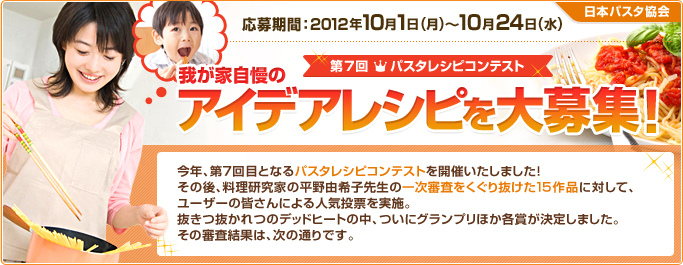 応募期間:2012年10月1日(月)～10月24日(水)
日本パスタ協会
第7回 パスタレシピコンテスト
我が家自慢の
アイデアレシピを大募集!
今年、第7回目となるパスタレシピコンテストを開催いたしました!
その後、料理研究家の平野由希子先生の一次審査をくぐり抜けた15作品に対して、
ユーザーの皆さんによる人気投票を実施。
抜きつ抜かれつのデッドヒートの中、ついにグランプリほか各賞が決定しました。
その審査結果は、次の通りです。